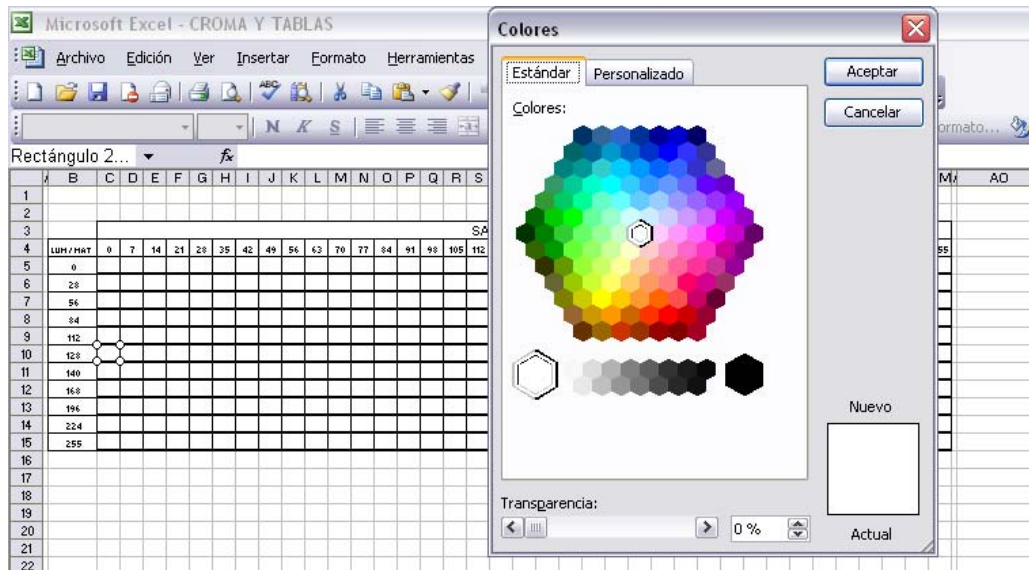 Microsoft Excel - CROMA Y TABLAS
Archivo Edición Ver Insertar Formato Herramientas
ABC
N K S
ormato...
Rectángulo 2... fx
B C D E F G H I J K L M N O P Q R S AO
1
2
3 SA
4 LUM / MAT 0 7 14 21 28 35 42 49 56 63 70 77 84 91 98 105 112 55
5 0
6 28
7 56
8 84
9 112
10 128
11 140
12 168
13 196
14 224
15 255
16
17
18
19
20
21
22
Colores
Estándar Personalizado
Colores:
Transparencia:
0 %
Aceptar
Cancelar
Nuevo
Actual